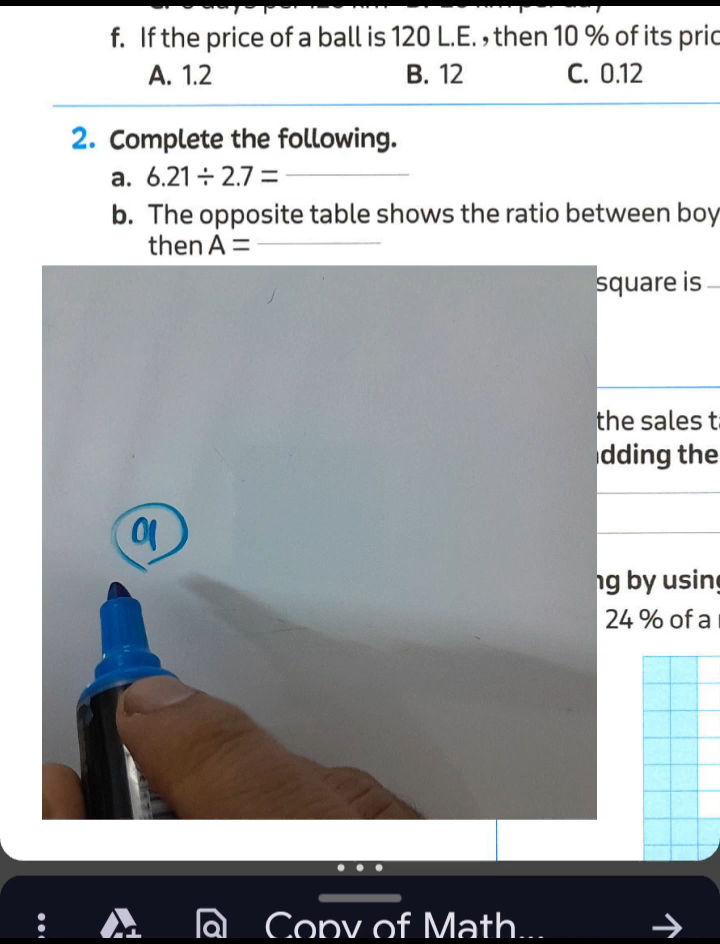 f. If the price of a ball is 120 L.E., then 10 % of its pric
A. 1.2 B. 12 C. 0.12
2. Complete the following.
a. 6.21 ÷ 2.7 =
b. The opposite table shows the ratio between boy
then A =
square is
the sales t
dding the
a
ng by using
24 % of a
Copy of Math...